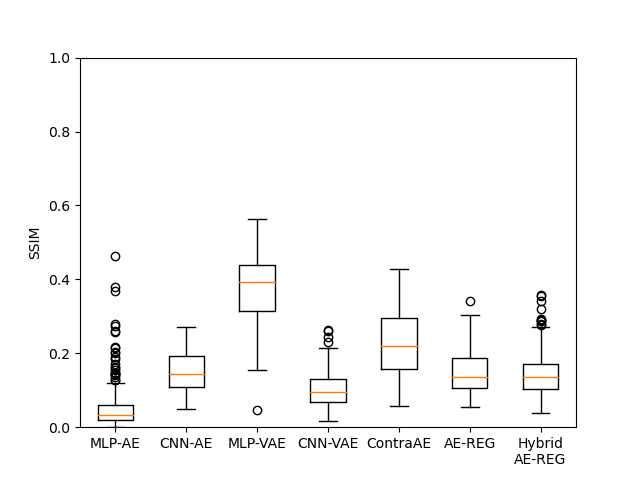 1.0
0.8
0.6
0.4
0.2
0.0
SSIM
MLP-AE
CNN-AE
MLP-VAE
CNN-VAE
ContraAE
AE-REG
Hybrid
AE-REG